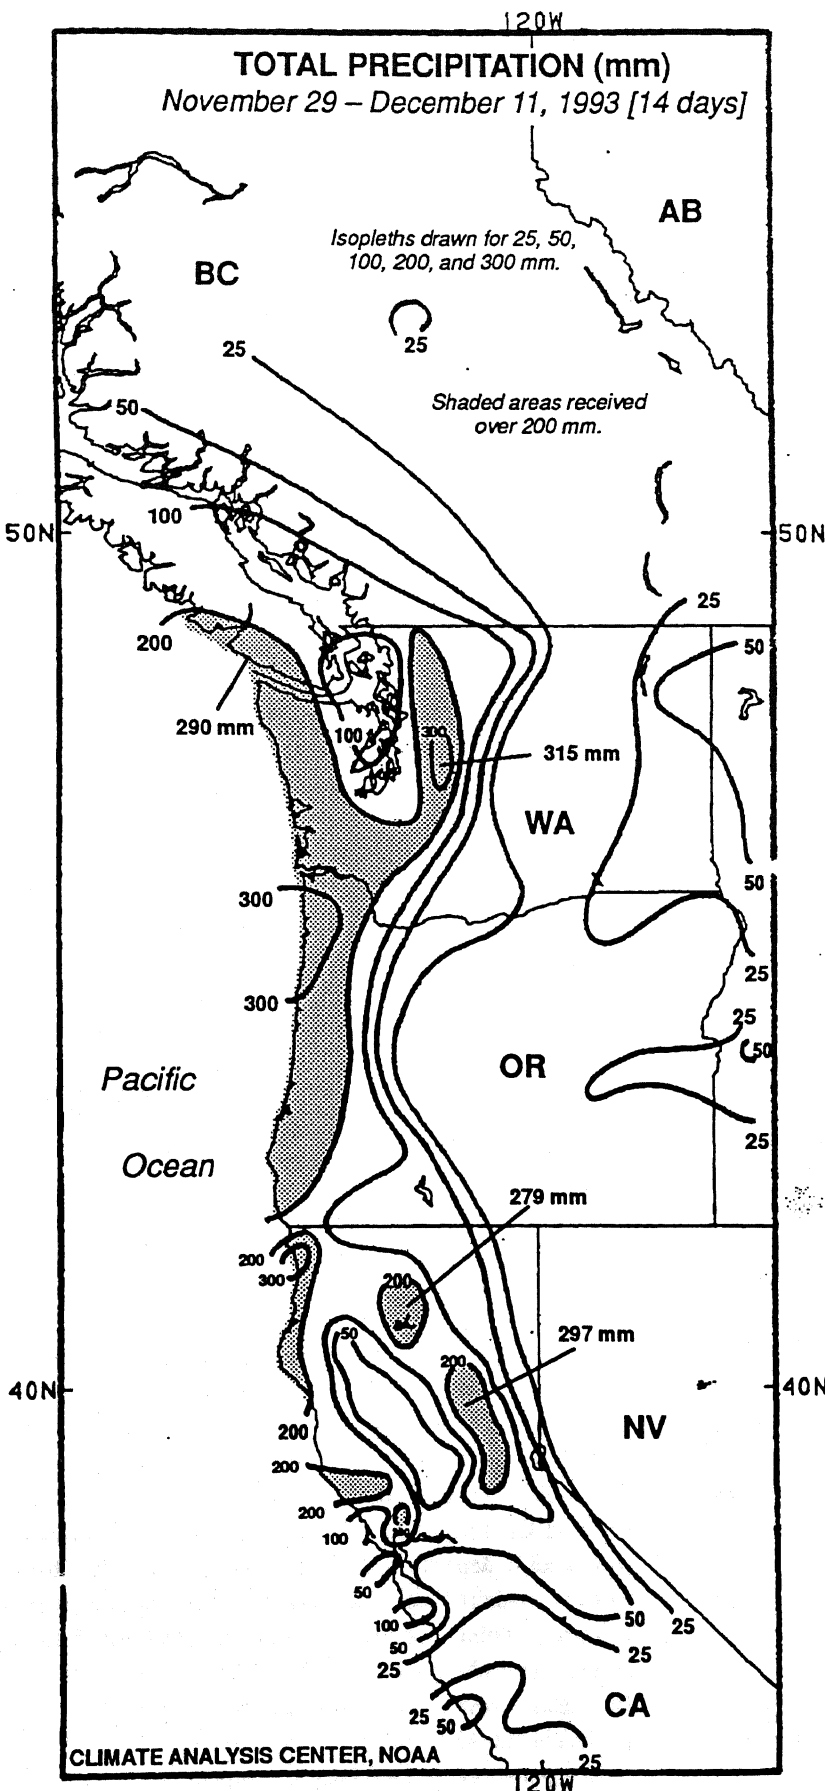 120W
TOTAL PRECIPITATION (mm)
November 29 – December 11, 1993 [14 days]
AB
Isopleths drawn for 25, 50,
100, 200, and 300 mm.
BC
25
25
Shaded areas received
over 200 mm.
50
100
50N
50N
25
200
50
290 mm
100
300
315 mm
WA
50
300
25
300
25
50
OR
Pacific
Ocean
25
279 mm
200
300
200
50
297 mm
200
40N
40N
200
NV
200
200
100
50
100
50
50
25
25
25
CA
25
50
25
CLIMATE ANALYSIS CENTER, NOAA
120W